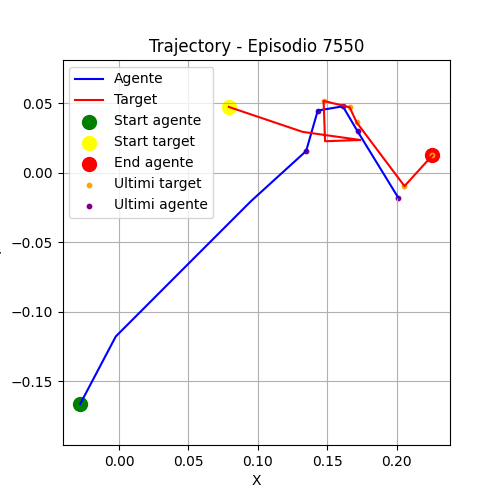 Trajectory - Episodio 7550
Agente
Target
Start agente
Start target
End agente
Ultimi target
Ultimi agente
0.05
0.00
−0.05
−0.10
−0.15
0.00
0.05
0.10
0.15
0.20
X